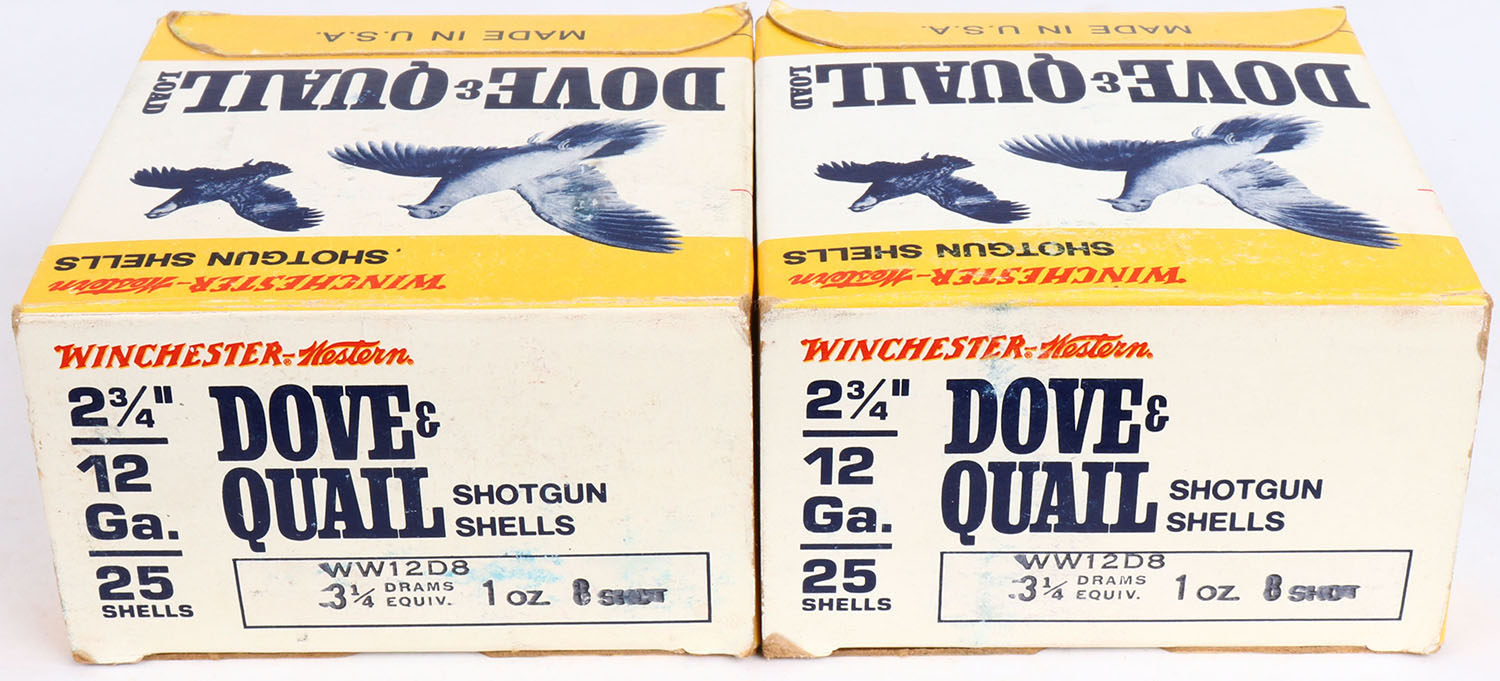 MADE IN U.S.A.
DOVE & QUAIL
LOAD
WINCHESTER-Western
SHOTGUN SHELLS
WINCHESTER-Western.
2¾"
12
Ga.
25
SHELLS
DOVE &
QUAIL
SHOTGUN
SHELLS
WW12D8
3¼ DRAMS EQUIV. 1 oz. 8 SHOT
MADE IN U.S.A.
DOVE & QUAIL
LOAD
WINCHESTER-Western
SHOTGUN SHELLS
WINCHESTER-Western.
2¾"
12
Ga.
25
SHELLS
DOVE &
QUAIL
SHOTGUN
SHELLS
WW12D8
3¼ DRAMS EQUIV. 1 oz. 8 SHOT